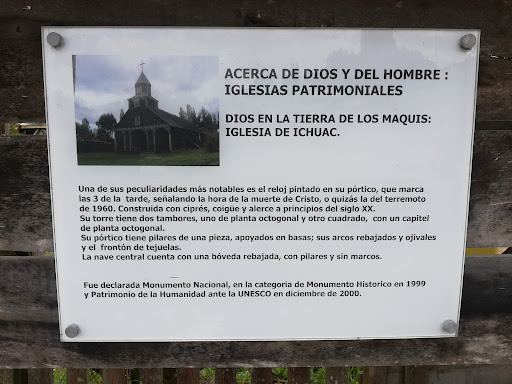 ACERCA DE DIOS Y DEL HOMBRE :
IGLESIAS PATRIMONIALES
DIOS EN LA TIERRA DE LOS MAQUIS:
IGLESIA DE ICHUAC.
Una de sus peculiaridades más notables es el reloj pintado en su pórtico, que marca
las 3 de la tarde, señalando la hora de la muerte de Cristo, o quizás la del terremoto
de 1960. Construida con ciprés, coigüe y alerce a principios del siglo XX.
Su torre tiene dos tambores, uno de planta octogonal y otro cuadrado, con un capitel
de planta octogonal.
Su pórtico tiene pilares de una pieza, apoyados en basas; sus arcos rebajados y ojivales
y el frontón de tejuelas.
La nave central cuenta con una bóveda rebajada, con pilares y sin marcos.
Fue declarada Monumento Nacional, en la categoria de Monumento Histórico en 1999
y Patrimonio de la Humanidad ante la UNESCO en diciembre de 2000.